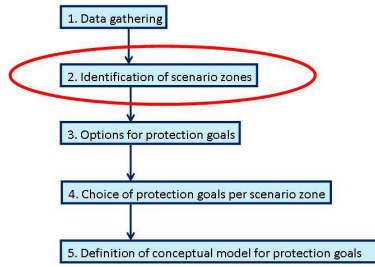 1. Data gathering
2. Identification of scenario zones
3. Options for protection goals
4. Choice of protection goals per scenario zone
5. Definition of conceptual model for protection goals